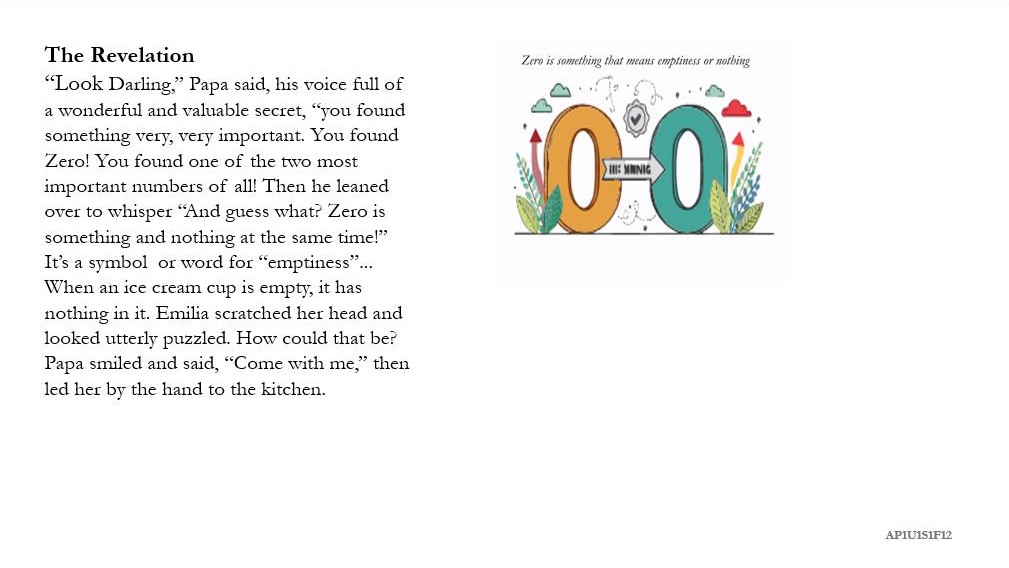 The Revelation
“Look Darling,” Papa said, his voice full of
a wonderful and valuable secret, “you found
something very, very important. You found
Zero! You found one of the two most
important numbers of all! Then he leaned
over to whisper “And guess what? Zero is
something and nothing at the same time!”
It’s a symbol  or word for “emptiness”...
When an ice cream cup is empty, it has
nothing in it. Emilia scratched her head and
looked utterly puzzled. How could that be?
Papa smiled and said, “Come with me,” then
led her by the hand to the kitchen.
Zero is something that means emptiness or nothing
0 0
AP1U1S1F12